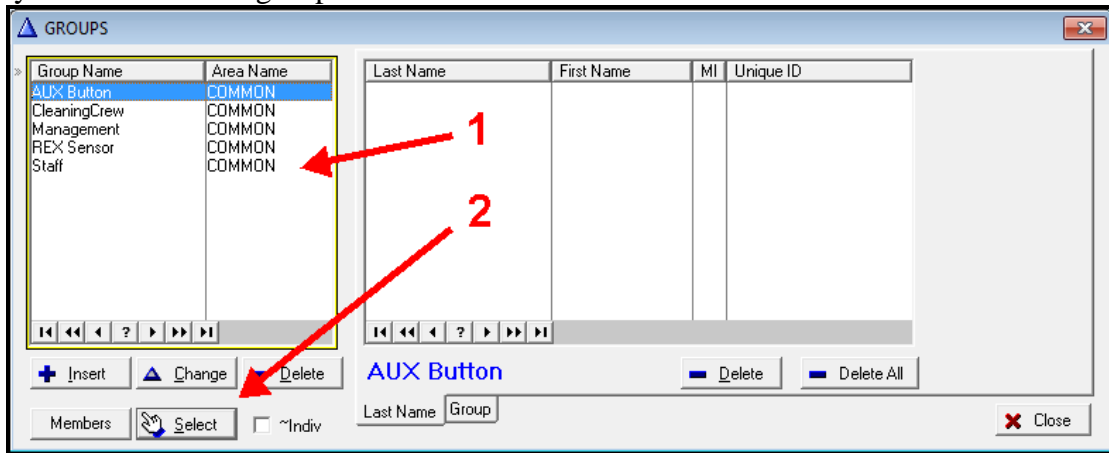 GROUPS
Group Name Area Name
AUX Button COMMON
CleaningCrew COMMON
Management COMMON
REX Sensor COMMON
Staff COMMON
Last Name First Name MI Unique ID
1
2
?
?
Insert Change Delete
AUX Button
Delete Delete All
Members Select ~Indiv
Last Name Group
Close